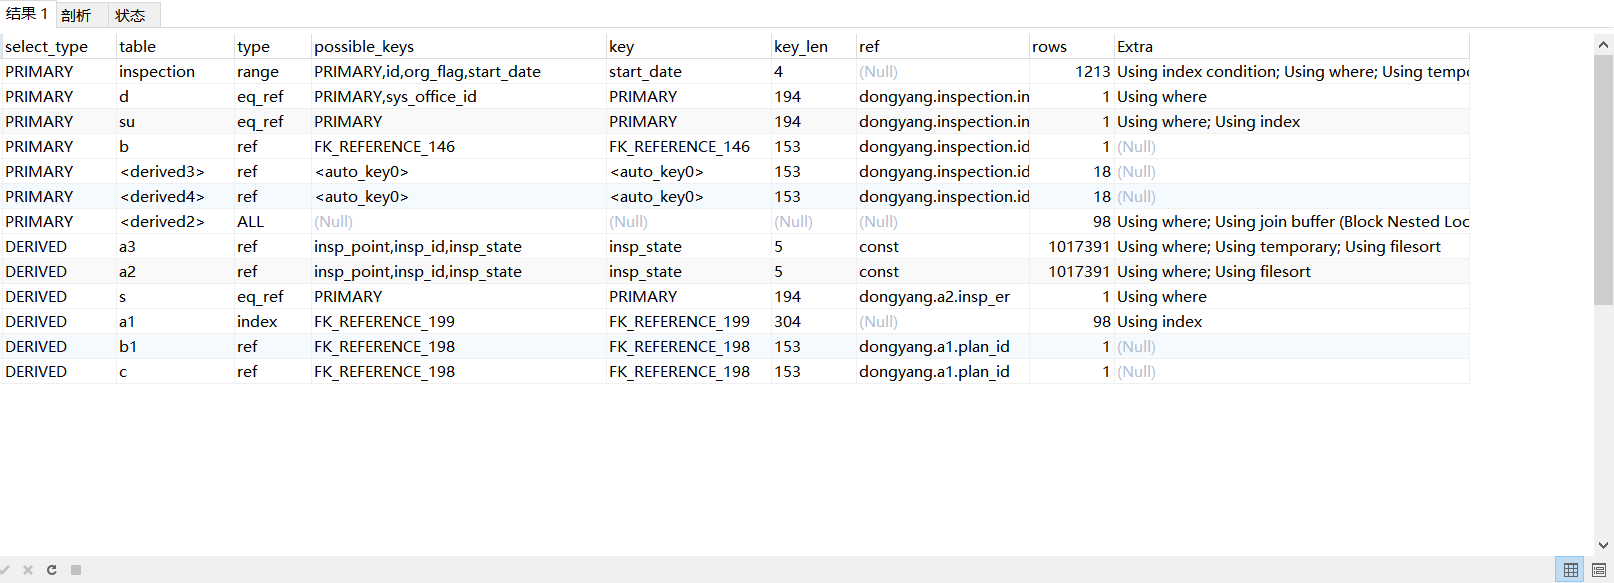 结果 1 剖析 状态
select_type table type possible_keys key key_len ref rows Extra
PRIMARY inspection range PRIMARY,id,org_flag,start_date start_date 4 (Null) 1213 Using index condition; Using where; Using tempo
PRIMARY d eq_ref PRIMARY,sys_office_id PRIMARY 194 dongyang.inspection.in 1 Using where
PRIMARY su eq_ref PRIMARY PRIMARY 194 dongyang.inspection.in 1 Using where; Using index
PRIMARY b ref FK_REFERENCE_146 FK_REFERENCE_146 153 dongyang.inspection.id 1 (Null)
PRIMARY <derived3> ref <auto_key0> <auto_key0> 153 dongyang.inspection.id 18 (Null)
PRIMARY <derived4> ref <auto_key0> <auto_key0> 153 dongyang.inspection.id 18 (Null)
PRIMARY <derived2> ALL (Null) (Null) (Null) (Null) 98 Using where; Using join buffer (Block Nested Loo
DERIVED a3 ref insp_point,insp_id,insp_state insp_state 5 const 1017391 Using where; Using temporary; Using filesort
DERIVED a2 ref insp_point,insp_id,insp_state insp_state 5 const 1017391 Using where; Using filesort
DERIVED s eq_ref PRIMARY PRIMARY 194 dongyang.a2.insp_er 1 Using where
DERIVED a1 index FK_REFERENCE_199 FK_REFERENCE_199 304 (Null) 98 Using index
DERIVED b1 ref FK_REFERENCE_198 FK_REFERENCE_198 153 dongyang.a1.plan_id 1 (Null)
DERIVED c ref FK_REFERENCE_198 FK_REFERENCE_198 153 dongyang.a1.plan_id 1 (Null)